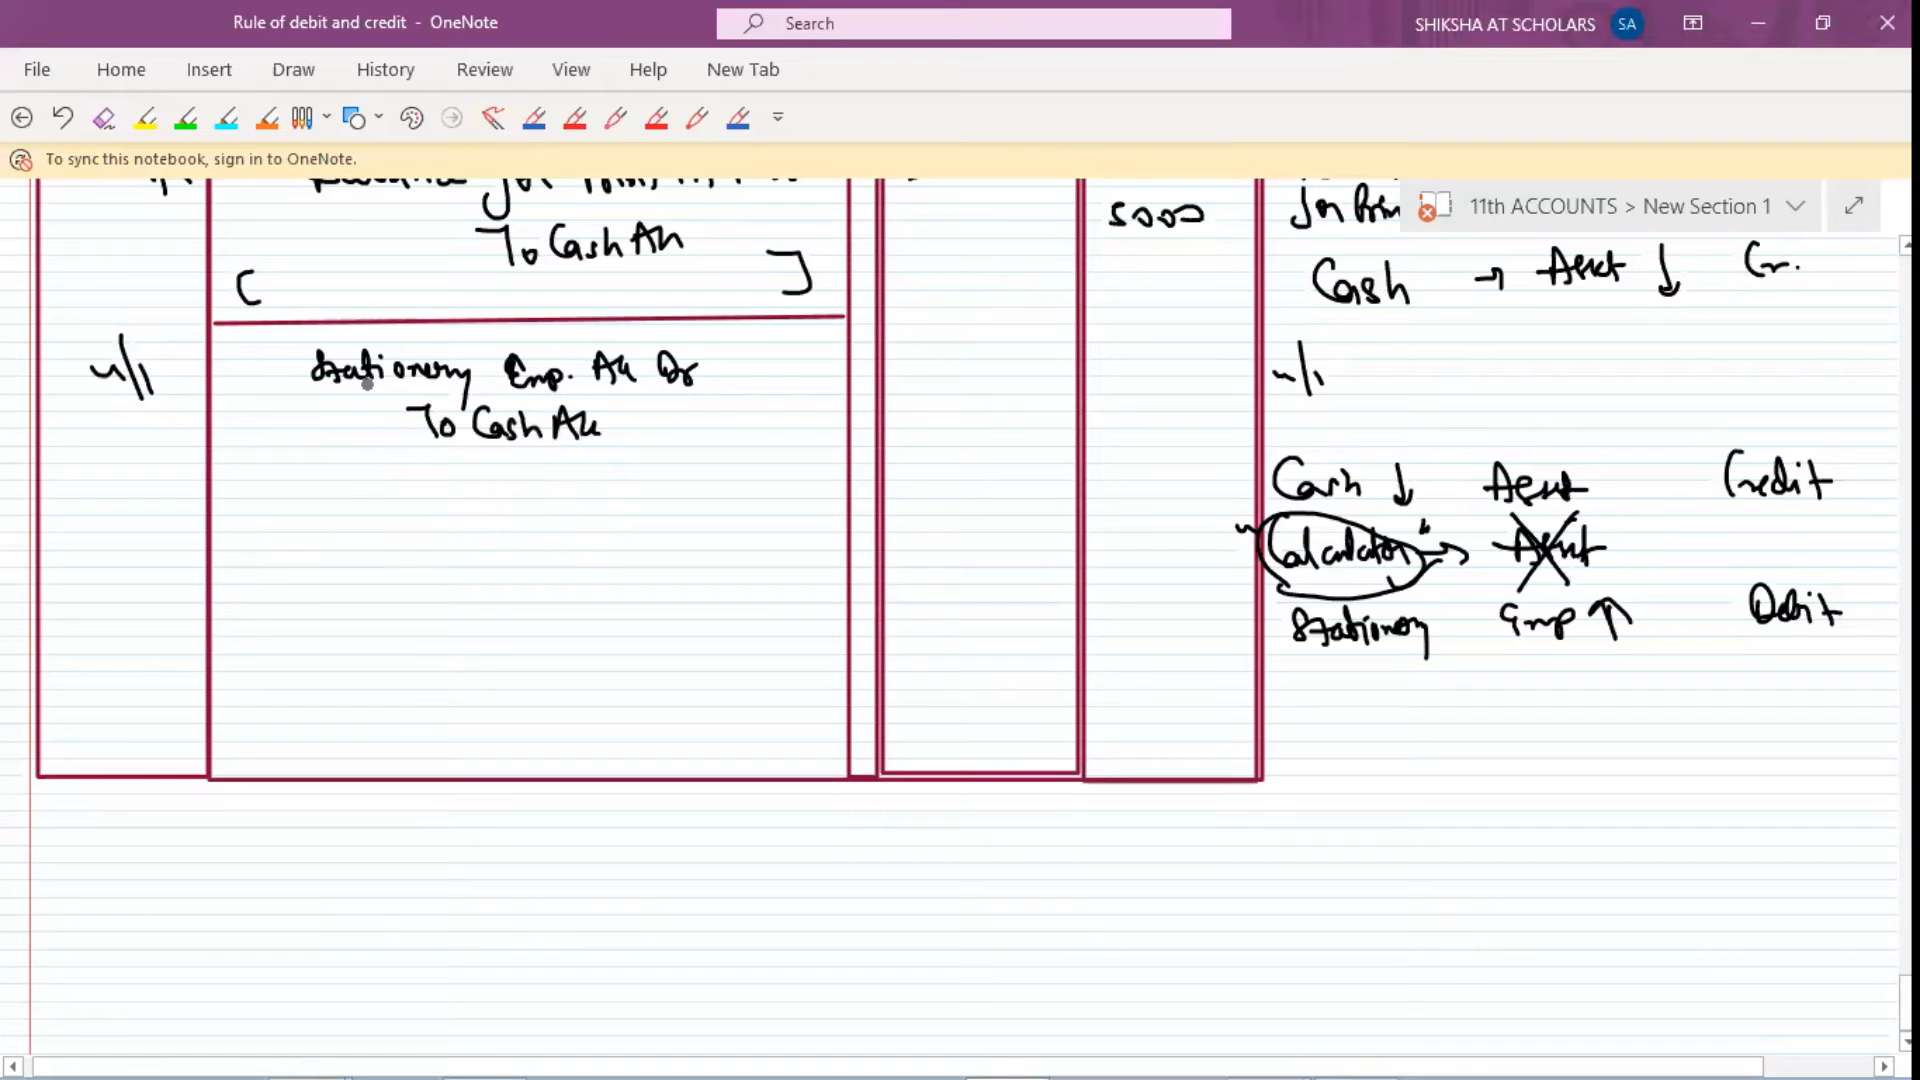 Rule of debit and credit - OneNote
Search
SHIKSHA AT SCHOLARS SA
File Home Insert Draw History Review View Help New Tab
To sync this notebook, sign in to OneNote.
11th ACCOUNTS > New Section 1
To Cash A/c
5000
Cash → Asset ↓ Cr.
[ ]
Stationery Exp. A/c Dr
To Cash A/c
Cash ↓ Asset Credit
Calculator → Asset
Stationery Exp ↑ Debit